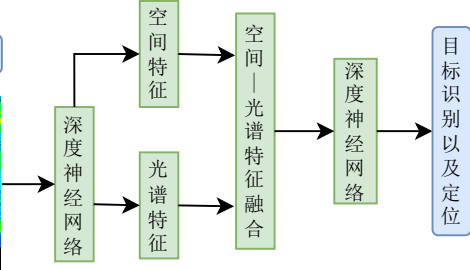 深度神经网络
空间特征
光谱特征
空间—光谱特征融合
深度神经网络
目标识别以及定位